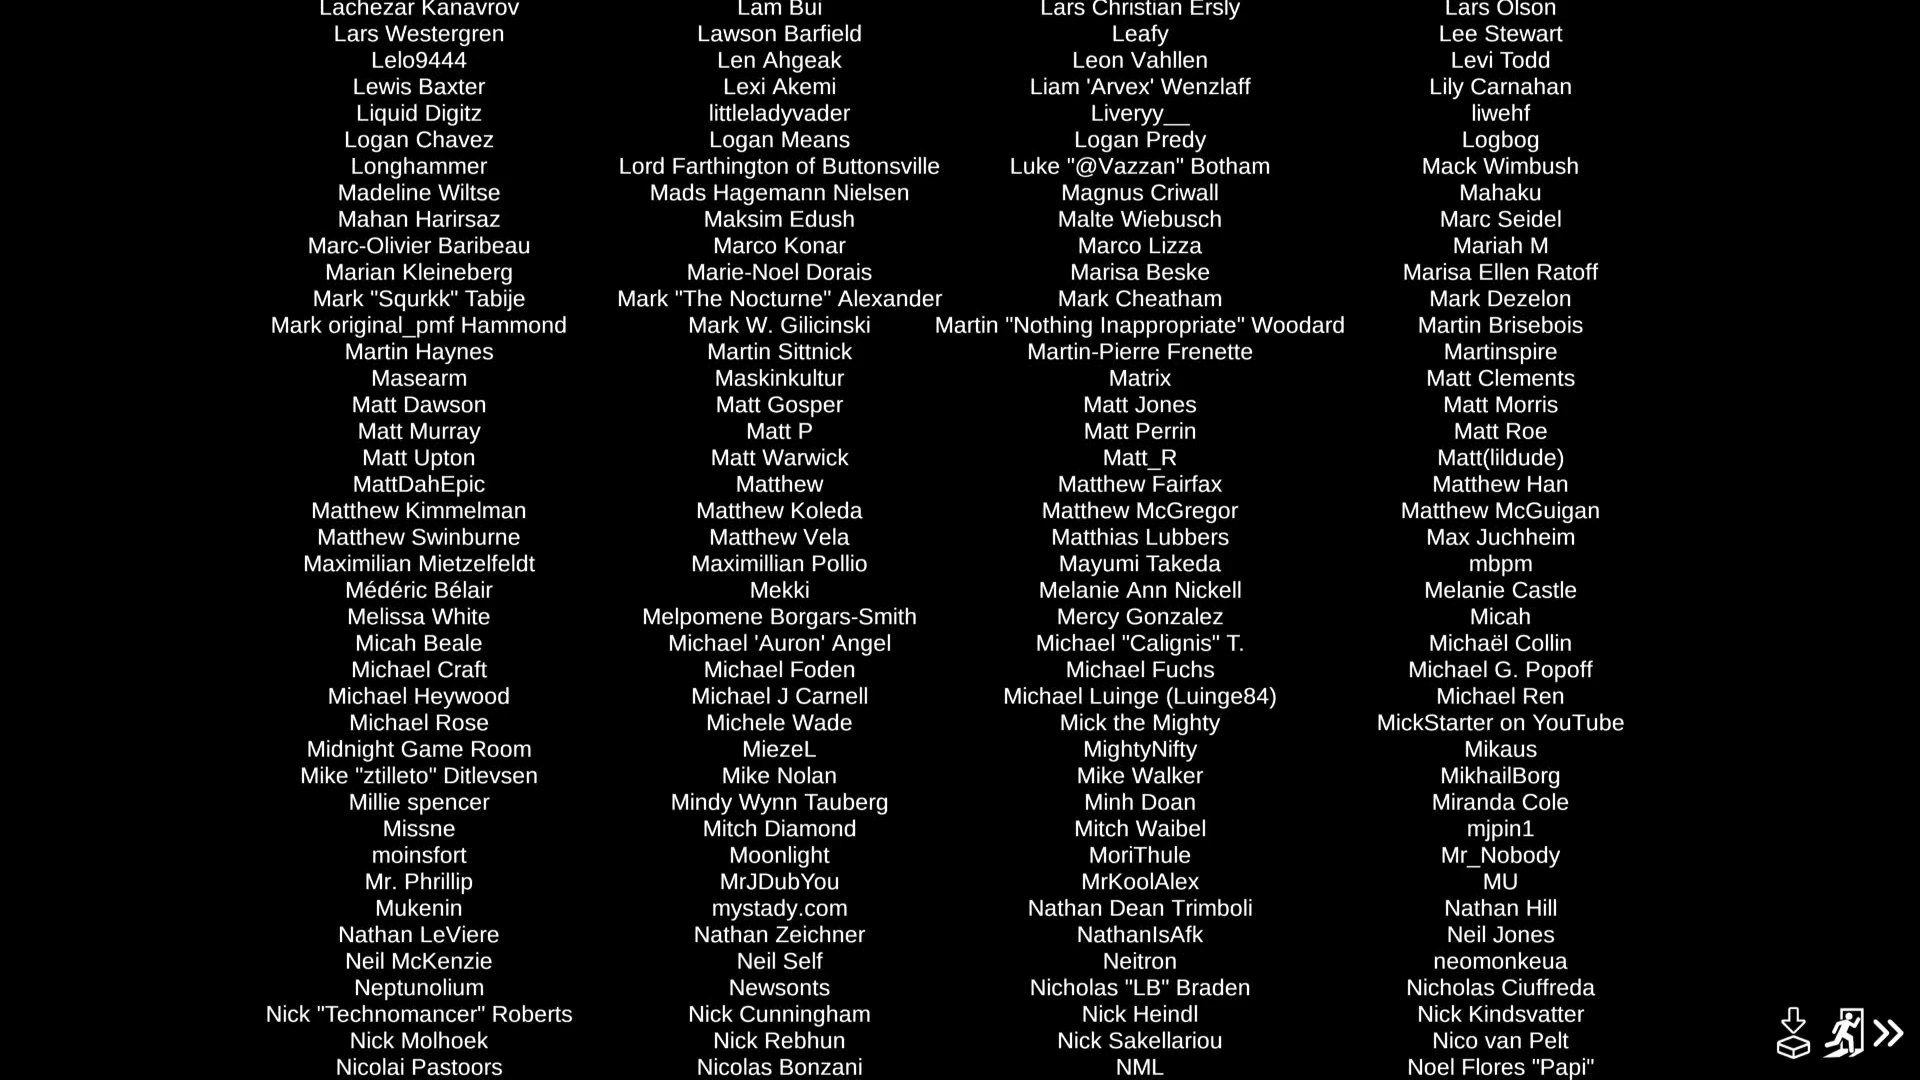 Lachezar Kanavrov Lam Bui Lars Christian Ersly Lars Olson
Lars Westergren Lawson Barfield Leafy Lee Stewart
Lelo9444 Len Ahgeak Leon Vahllen Levi Todd
Lewis Baxter Lexi Akemi Liam 'Arvex' Wenzlaff Lily Carnahan
Liquid Digitz littleladyvader Liveryy__ liwehf
Logan Chavez Logan Means Logan Predy Logbog
Longhammer Lord Farthington of Buttonsville Luke "@Vazzan" Botham Mack Wimbush
Madeline Wiltse Mads Hagemann Nielsen Magnus Criwall Mahaku
Mahan Harirsaz Maksim Edush Malte Wiebusch Marc Seidel
Marc-Olivier Baribeau Marco Konar Marco Lizza Mariah M
Marian Kleineberg Marie-Noel Dorais Marisa Beske Marisa Ellen Ratoff
Mark "Squrkk" Tabije Mark "The Nocturne" Alexander Mark Cheatham Mark Dezelon
Mark original_pmf Hammond Mark W. Gilicinski Martin "Nothing Inappropriate" Woodard Martin Brisebois
Martin Haynes Martin Sittnick Martin-Pierre Frenette Martinspire
Masearm Maskinkultur Matrix Matt Clements
Matt Dawson Matt Gosper Matt Jones Matt Morris
Matt Murray Matt P Matt Perrin Matt Roe
Matt Upton Matt Warwick Matt_R Matt(lildude)
MattDahEpic Matthew Matthew Fairfax Matthew Han
Matthew Kimmelman Matthew Koleda Matthew McGregor Matthew McGuigan
Matthew Swinburne Matthew Vela Matthias Lubbers Max Juchheim
Maximilian Mietzelfeldt Maximillian Pollio Mayumi Takeda mbpm
Médéric Bélair Mekki Melanie Ann Nickell Melanie Castle
Melissa White Melpomene Borgars-Smith Mercy Gonzalez Micah
Micah Beale Michael 'Auron' Angel Michael "Calignis" T. Michaël Collin
Michael Craft Michael Foden Michael Fuchs Michael G. Popoff
Michael Heywood Michael J Carnell Michael Luinge (Luinge84) Michael Ren
Michael Rose Michele Wade Mick the Mighty MickStarter on YouTube
Midnight Game Room MiezeL MightyNifty Mikaus
Mike "ztilleto" Ditlevsen Mike Nolan Mike Walker MikhailBorg
Millie spencer Mindy Wynn Tauberg Minh Doan Miranda Cole
Missne Mitch Diamond Mitch Waibel mjpin1
moinsfort Moonlight MoriThule Mr_Nobody
Mr. Phrillip MrJDubYou MrKoolAlex MU
Mukenin mystady.com Nathan Dean Trimboli Nathan Hill
Nathan LeViere Nathan Zeichner NathanIsAfk Neil Jones
Neil McKenzie Neil Self Neitron neomonkeua
Neptunolium Newsonts Nicholas "LB" Braden Nicholas Ciuffreda
Nick "Technomancer" Roberts Nick Cunningham Nick Heindl Nick Kindsvatter
Nick Molhoek Nick Rebhun Nick Sakellariou Nico van Pelt
Nicolai Pastoors Nicolas Bonzani NML Noel Flores "Papi"